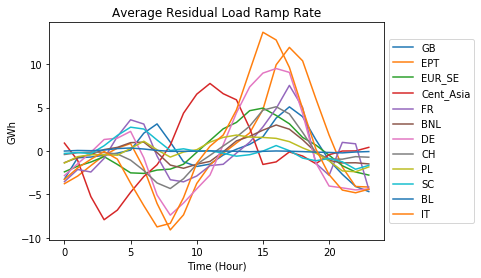 Average Residual Load Ramp Rate
GWh
10
5
0
−5
−10
0
5
10
15
20
Time (Hour)
GB
EPT
EUR_SE
Cent_Asia
FR
BNL
DE
CH
PL
SC
BL
IT